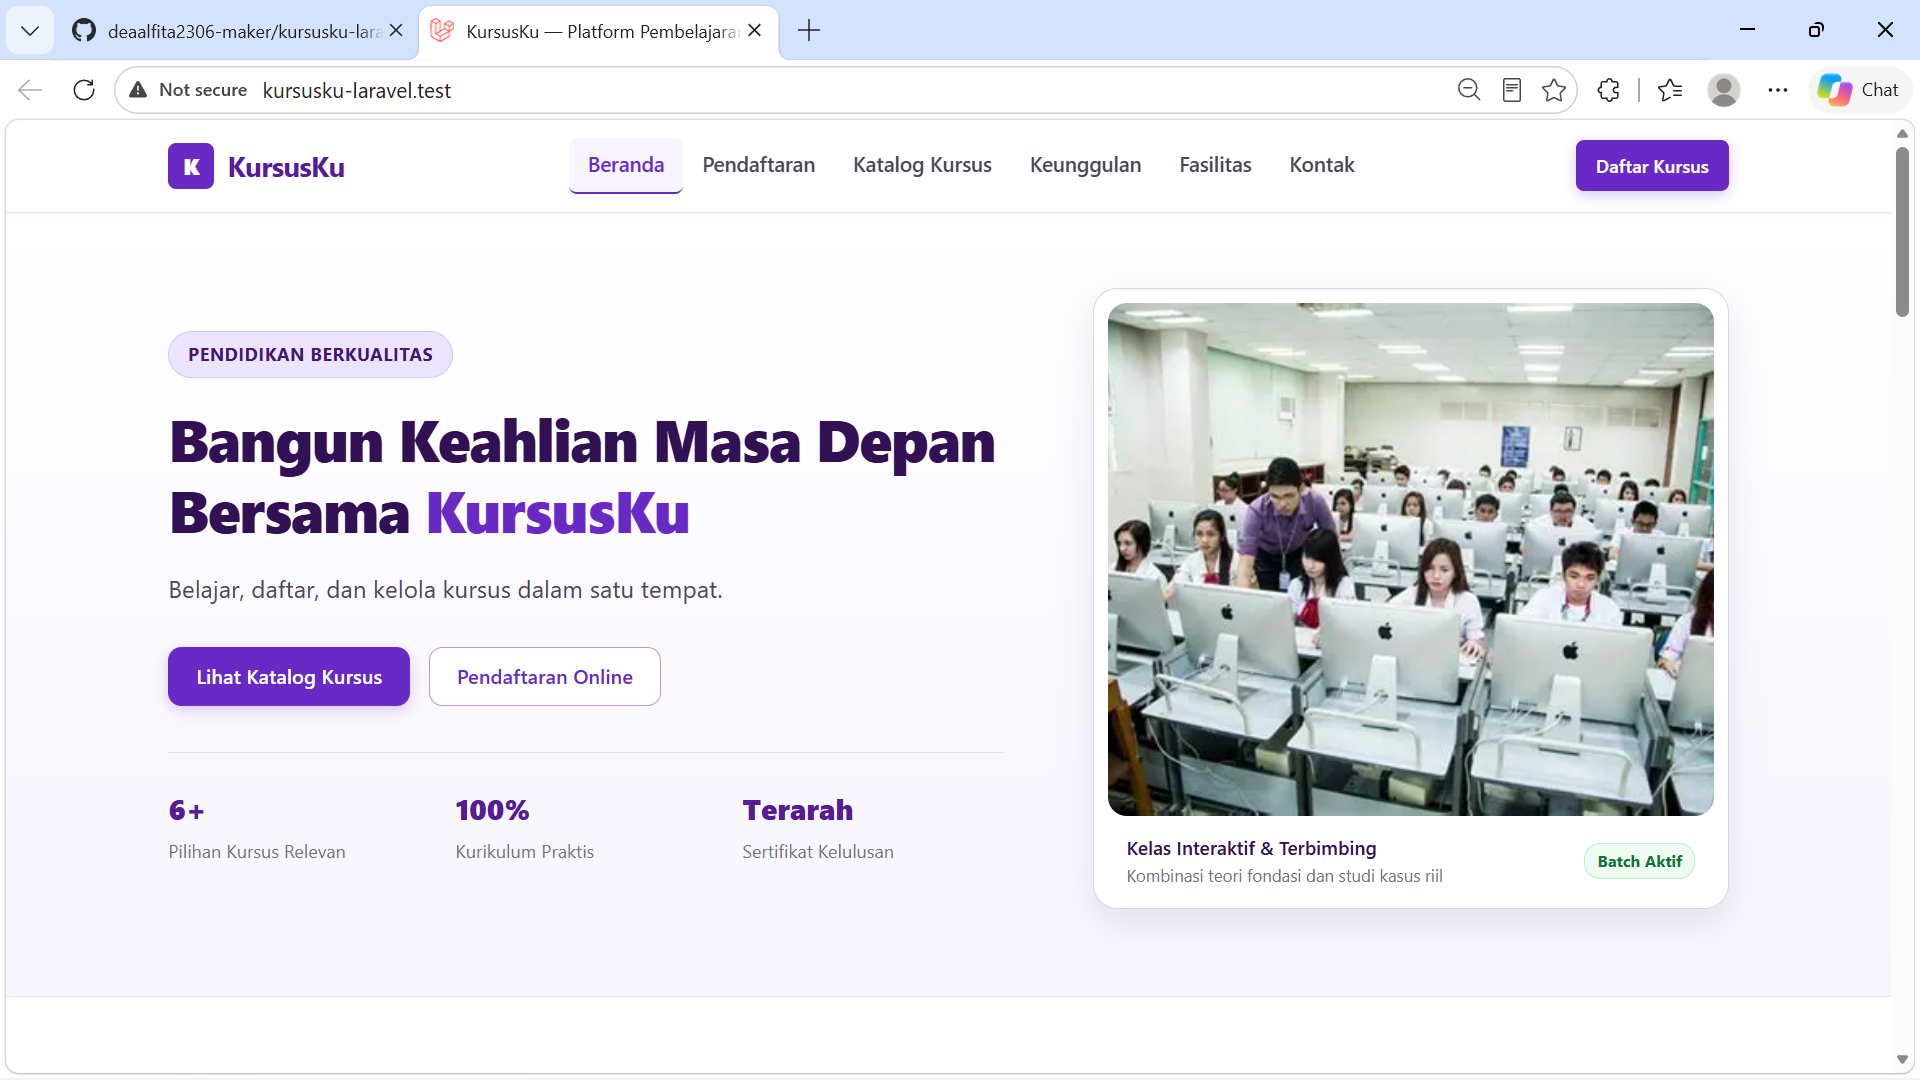 deaalfita2306-maker/kursusku-lara
KursusKu — Platform Pembelajaran
Not secure
kursusku-laravel.test
Chat
K
KursusKu
Beranda
Pendaftaran
Katalog Kursus
Keunggulan
Fasilitas
Kontak
Daftar Kursus
PENDIDIKAN BERKUALITAS
Bangun Keahlian Masa Depan
Bersama KursusKu
Belajar, daftar, dan kelola kursus dalam satu tempat.
Lihat Katalog Kursus
Pendaftaran Online
6+
Pilihan Kursus Relevan
100%
Kurikulum Praktis
Terarah
Sertifikat Kelulusan
Kelas Interaktif & Terbimbing
Kombinasi teori fondasi dan studi kasus riil
Batch Aktif